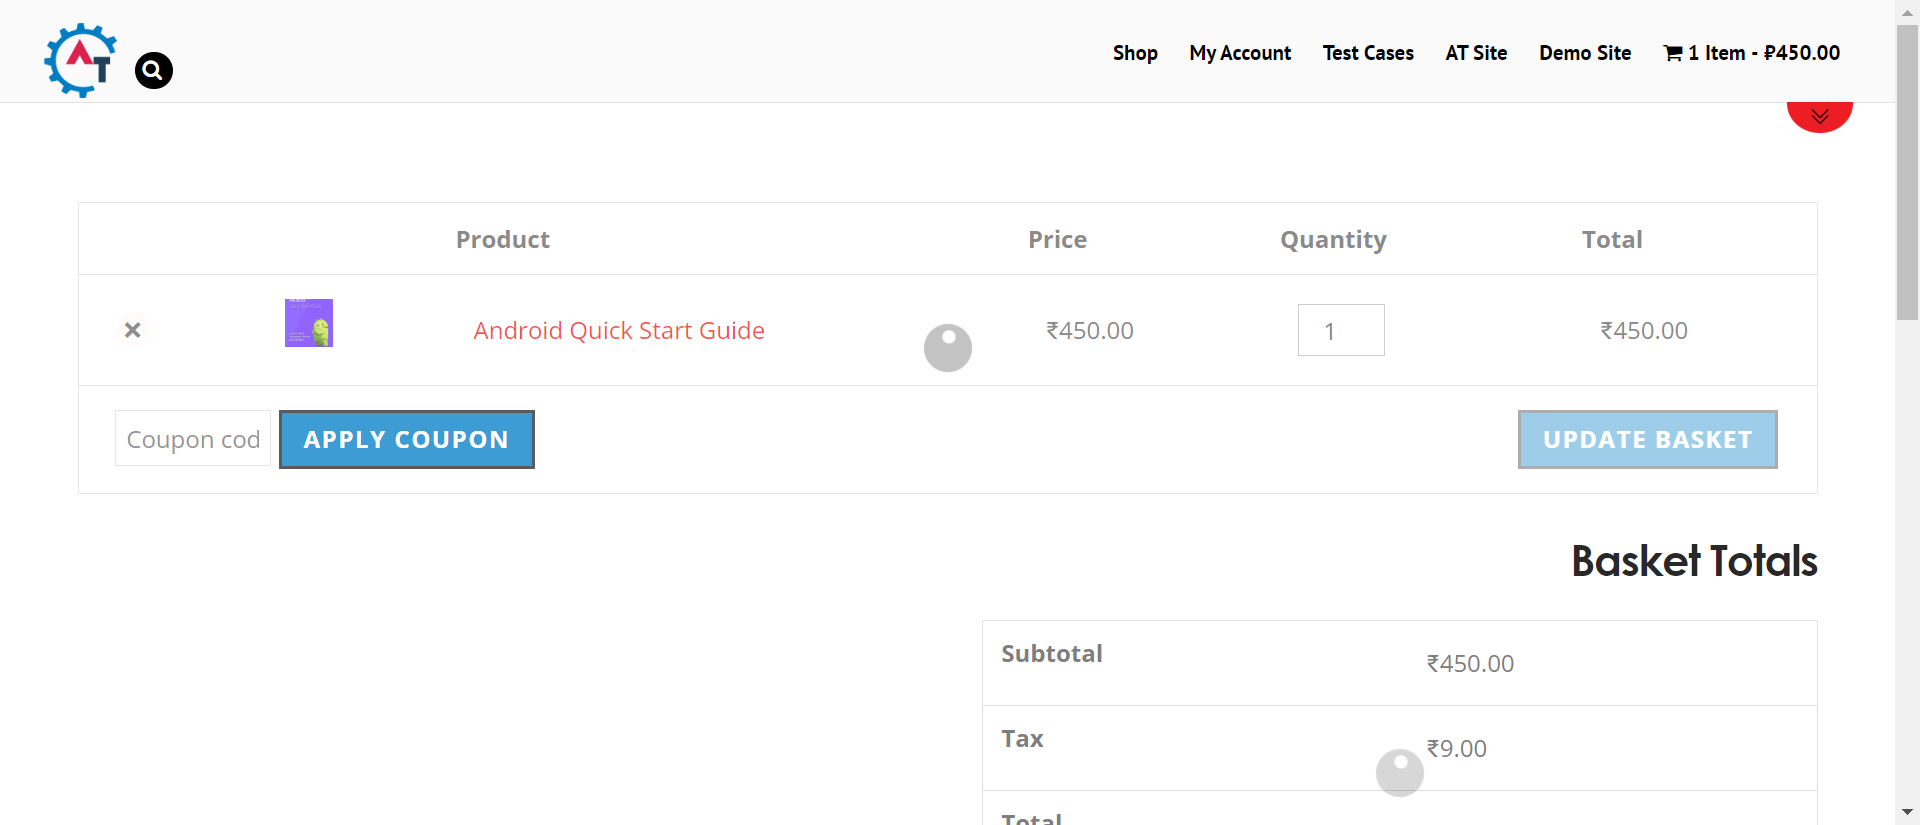 AT
Shop My Account Test Cases AT Site Demo Site 1 Item - ₽450.00
Product Price Quantity Total
× Android Quick Start Guide ₹450.00 1 ₹450.00
Coupon cod APPLY COUPON UPDATE BASKET
Basket Totals
Subtotal ₹450.00
Tax ₹9.00
Total